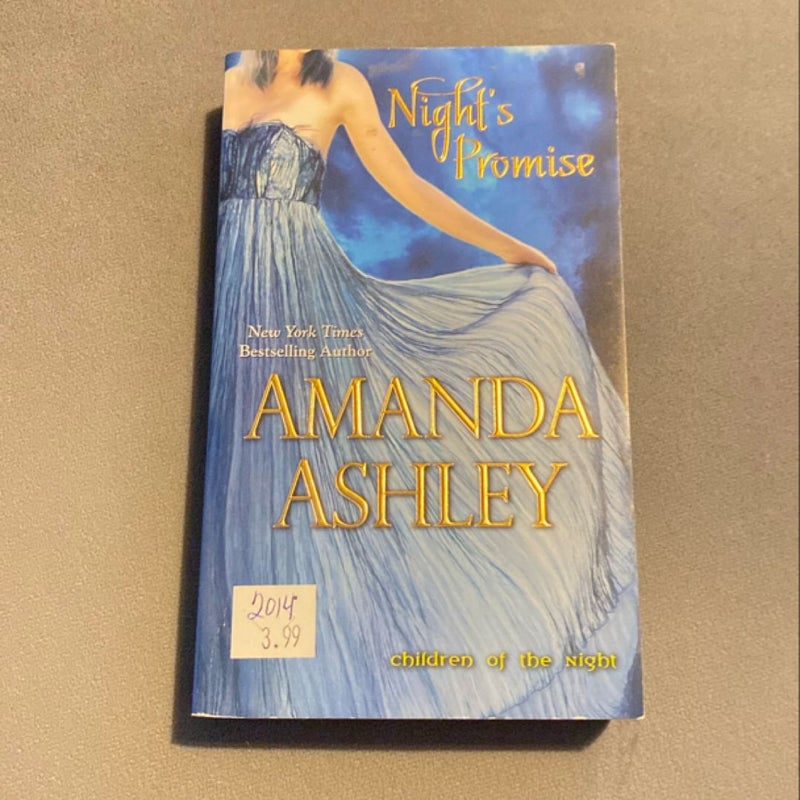 Night's
Promise
New York Times
Bestselling Author
AMANDA
ASHLEY
2014
3.99
children of the night